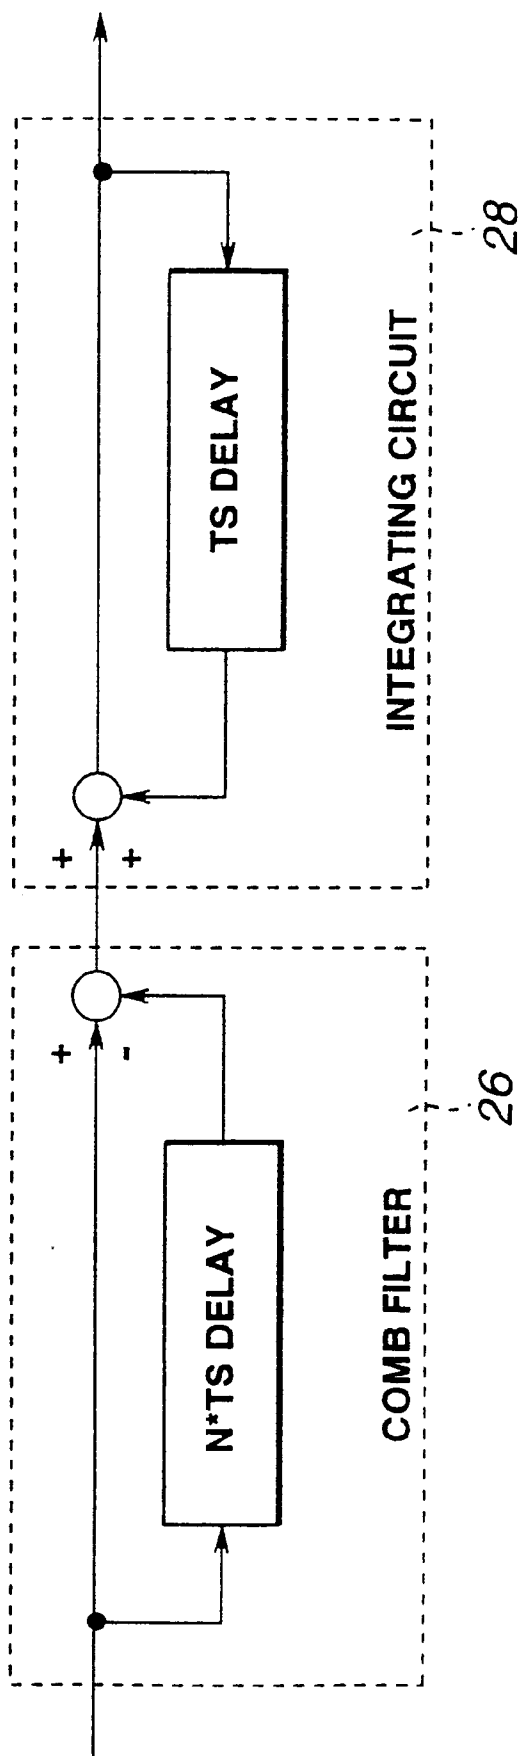 +
-
N*TS DELAY
COMB FILTER
26
+
+
TS DELAY
INTEGRATING CIRCUIT
28